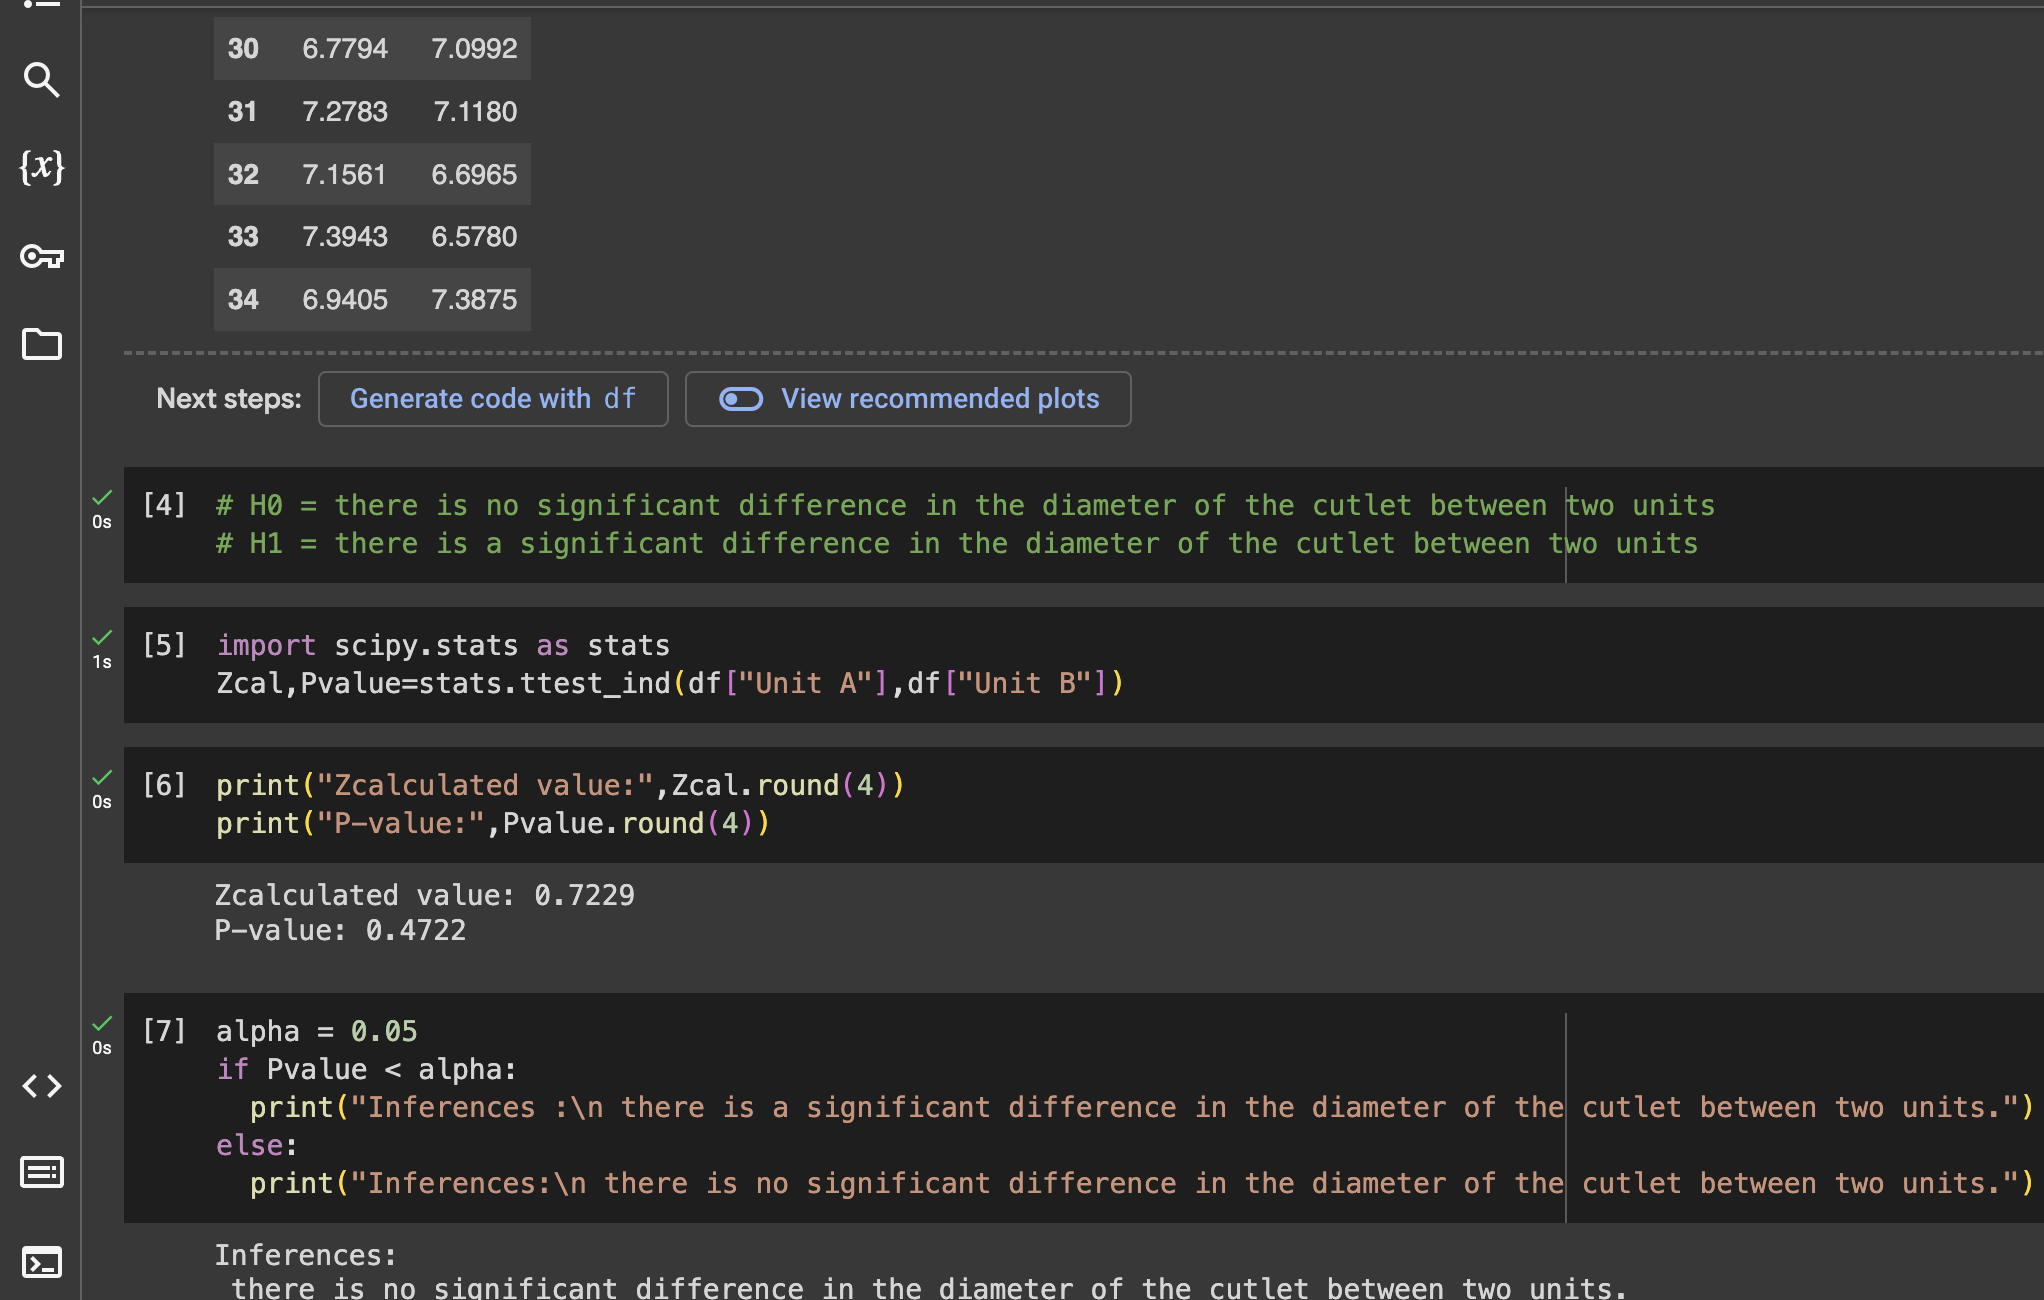 30 6.7794 7.0992
31 7.2783 7.1180
32 7.1561 6.6965
{x}
33 7.3943 6.5780
34 6.9405 7.3875
Next steps: Generate code with df View recommended plots
[4] # H0 = there is no significant difference in the diameter of the cutlet between two units
0s
# H1 = there is a significant difference in the diameter of the cutlet between two units
[5] import scipy.stats as stats
1s
Zcal,Pvalue=stats.ttest_ind(df["Unit A"],df["Unit B"])
[6] print("Zcalculated value:",Zcal.round(4))
0s
print("P-value:",Pvalue.round(4))
Zcalculated value: 0.7229
P-value: 0.4722
[7] alpha = 0.05
0s
if Pvalue < alpha:
print("Inferences :\n there is a significant difference in the diameter of the cutlet between two units.")
else:
print("Inferences:\n there is no significant difference in the diameter of the cutlet between two units.")
Inferences:
there is no significant difference in the diameter of the cutlet between two units.